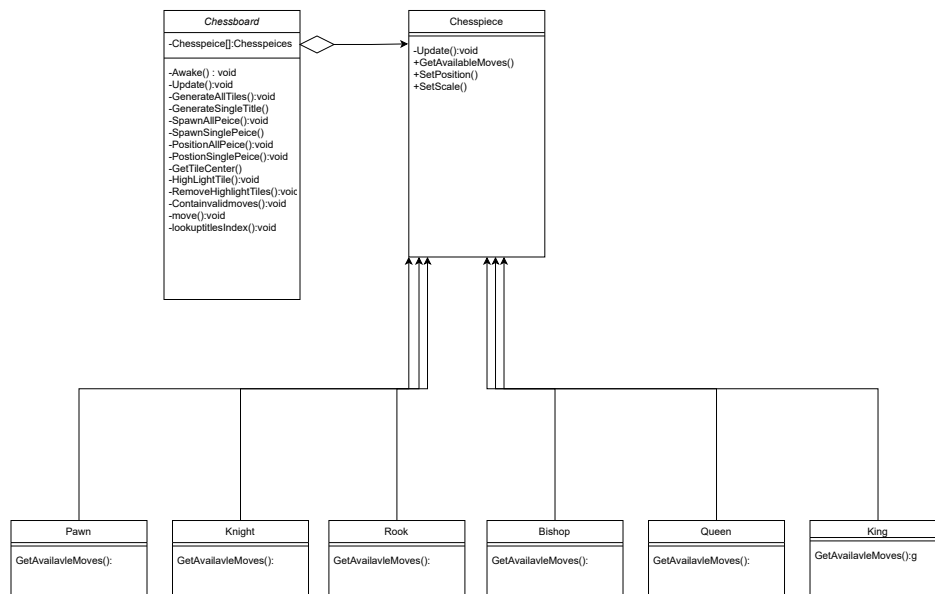 Chessboard
-Chesspeice[]:Chesspeices
-Awake() : void
-Update():void
-GenerateAllTiles():void
-GenerateSingleTitle()
-SpawnAllPeice():void
-SpawnSinglePeice()
-PositionAllPeice():void
-PostionSinglePeice():void
-GetTileCenter()
-HighLightTile():void
-RemoveHighlightTiles():void
-Containvalidmoves():void
-move():void
-lookuptitlesIndex():void
Chesspiece
-Update():void
+GetAvailableMoves()
+SetPosition()
+SetScale()
Pawn
GetAvailavleMoves():
Knight
GetAvailavleMoves():
Rook
GetAvailavleMoves():
Bishop
GetAvailavleMoves():
Queen
GetAvailavleMoves():
King
GetAvailavleMoves():g